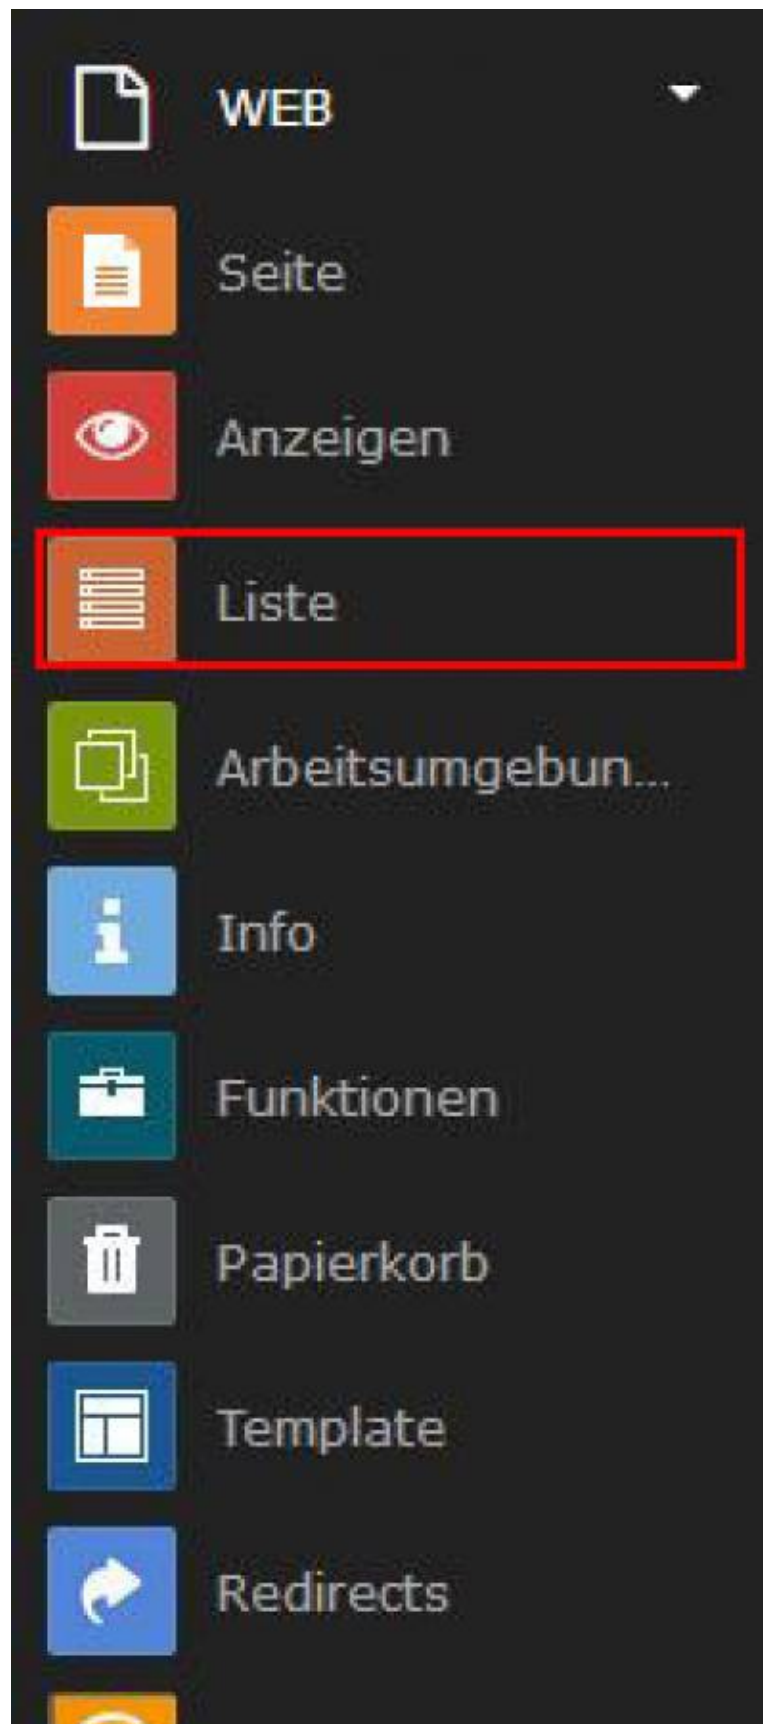 WEB
Seite
Anzeigen
Liste
Arbeitsumgebun...
Info
Funktionen
Papierkorb
Template
Redirects